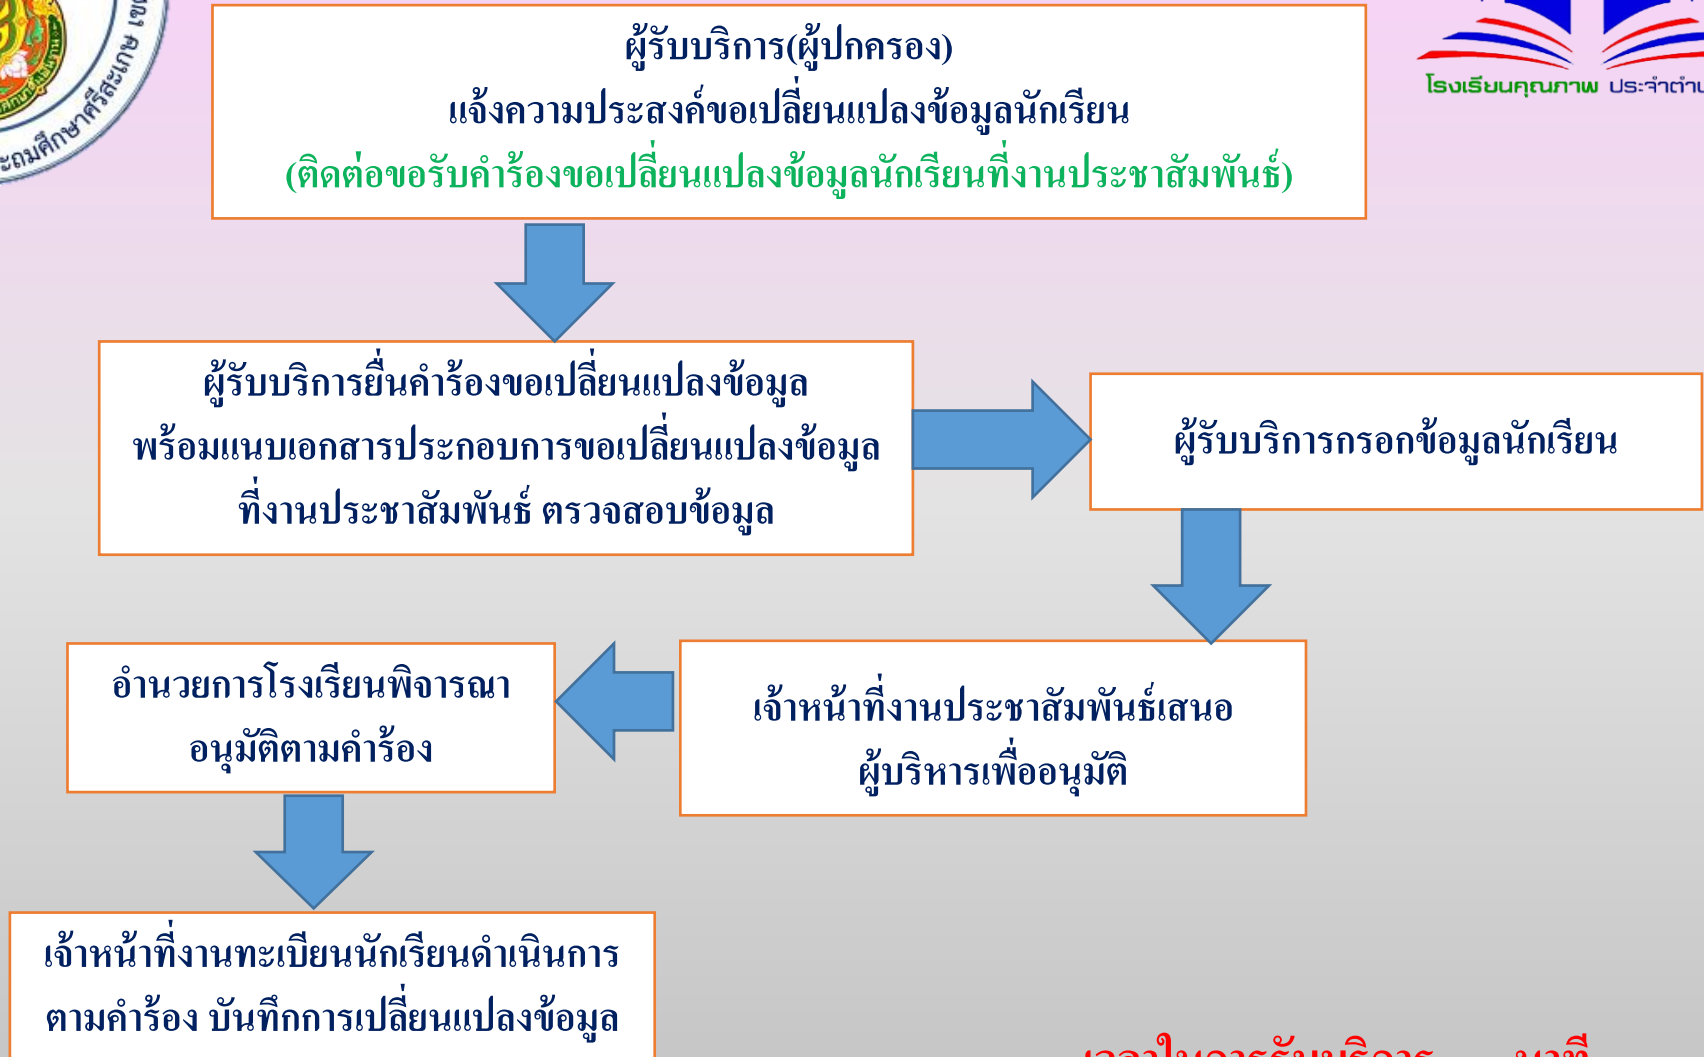 ผู้รับบริการ(ผู้ปกครอง)
แจ้งความประสงค์ขอเปลี่ยนแปลงข้อมูลนักเรียน
(ติดต่อขอรับคำร้องขอเปลี่ยนแปลงข้อมูลนักเรียนที่งานประชาสัมพันธ์)
โรงเรียนคุณภาพ
ผู้รับบริการยื่นคำร้องขอเปลี่ยนแปลงข้อมูล
พร้อมแนบเอกสารประกอบการขอเปลี่ยนแปลงข้อมูล
ที่งานประชาสัมพันธ์ ตรวจสอบข้อมูล
ผู้รับบริการกรอกข้อมูลนักเรียน
เจ้าหน้าที่งานประชาสัมพันธ์เสนอ
ผู้บริหารเพื่ออนุมัติ
อำนวยการโรงเรียนพิจารณา
อนุมัติตามคำร้อง
เจ้าหน้าที่งานทะเบียนนักเรียนดำเนินการ
ตามคำร้อง บันทึกการเปลี่ยนแปลงข้อมูล